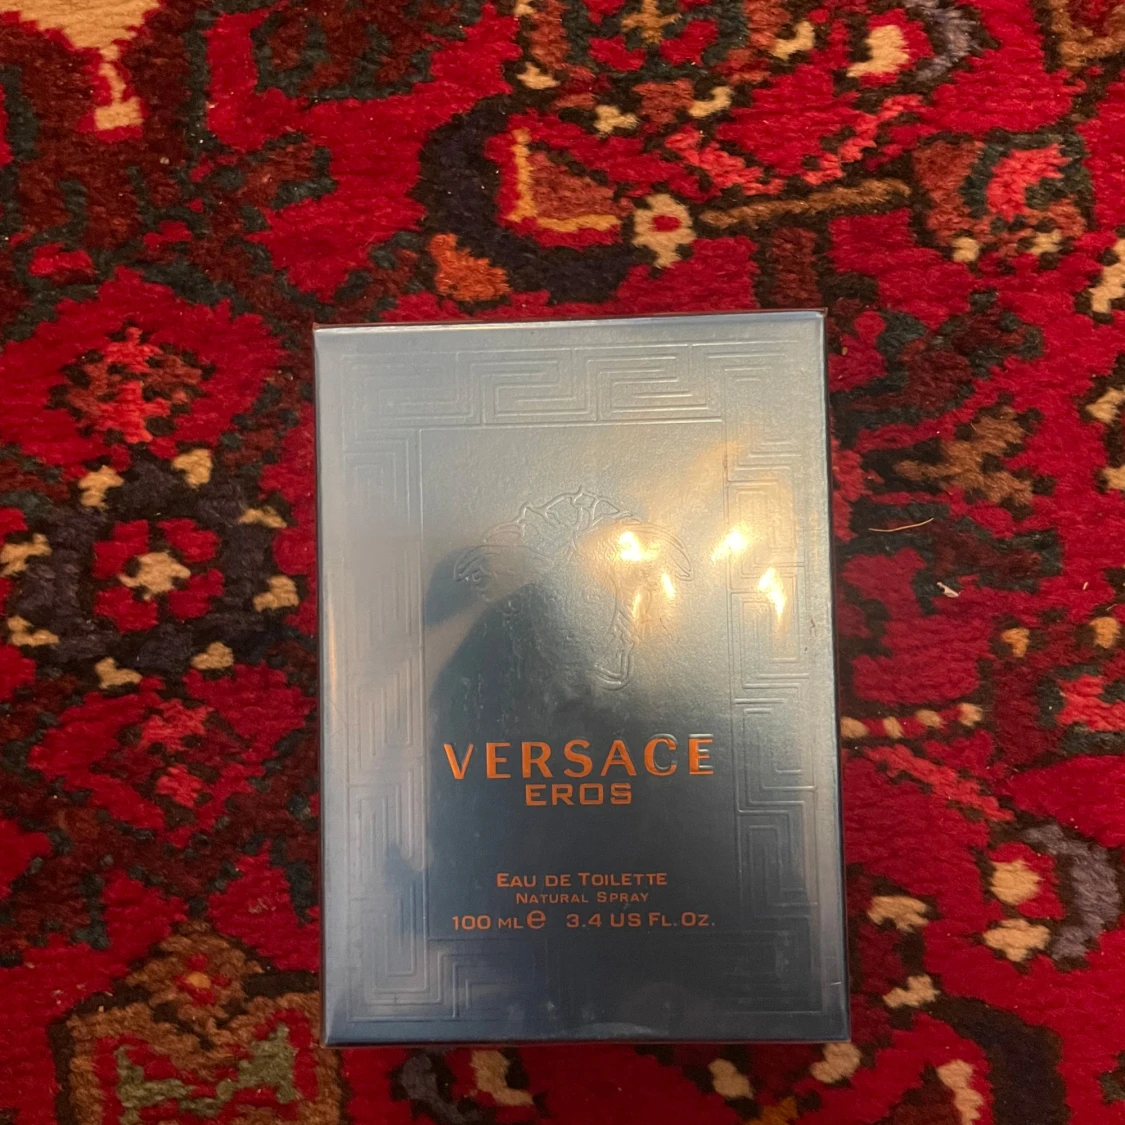 VERSACE
EROS
EAU DE TOILETTE
NATURAL SPRAY
100 ML e 3.4 US FL. OZ.